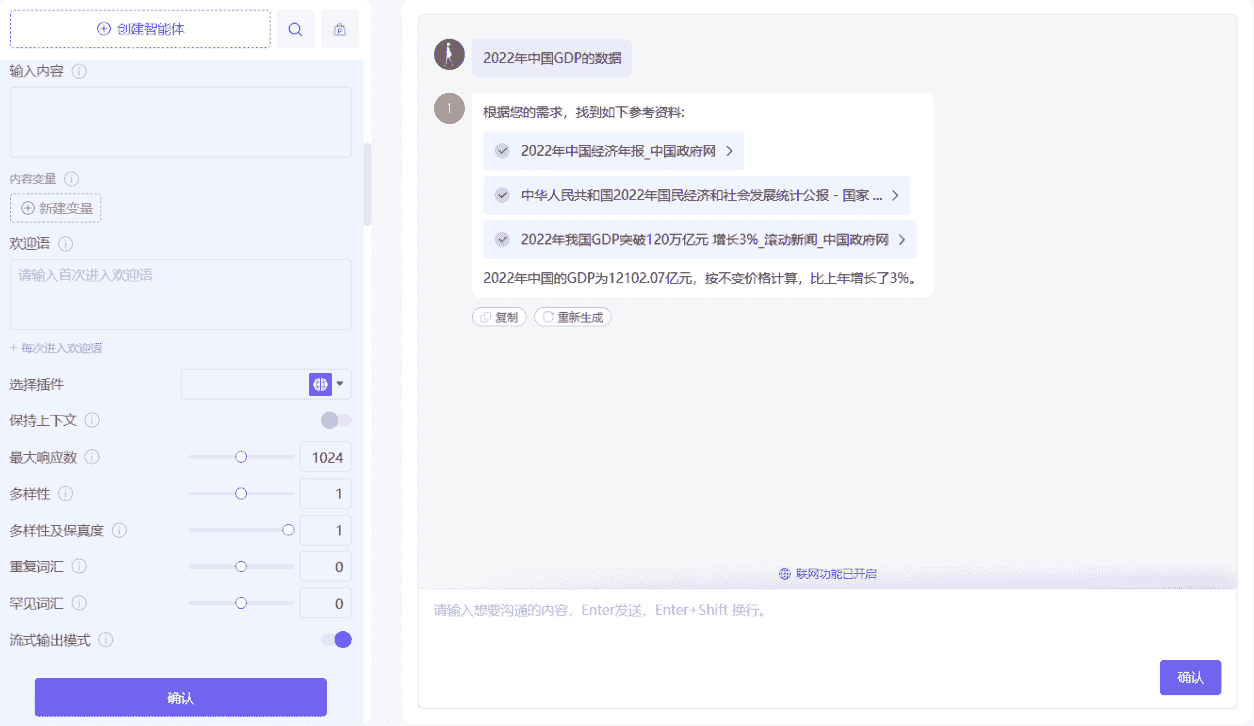 创建智能体
输入内容
内容变量
新建变量
欢迎语
请输入首次进入欢迎语
+ 每次进入欢迎语
选择插件
保持上下文
最大响应数 1024
多样性 1
多样性及保真度 1
重复词汇 0
罕见词汇 0
流式输出模式
确认
2022年中国GDP的数据
1
根据您的需求，找到如下参考资料:
2022年中国经济年报_中国政府网
中华人民共和国2022年国民经济和社会发展统计公报 - 国家 ...
2022年我国GDP突破120万亿元 增长3%_滚动新闻_中国政府网
2022年中国的GDP为12102.07亿元，按不变价格计算，比上年增长了3%。
复制 重新生成
联网功能已开启
请输入想要沟通的内容，Enter发送，Enter+Shift 换行。
确认